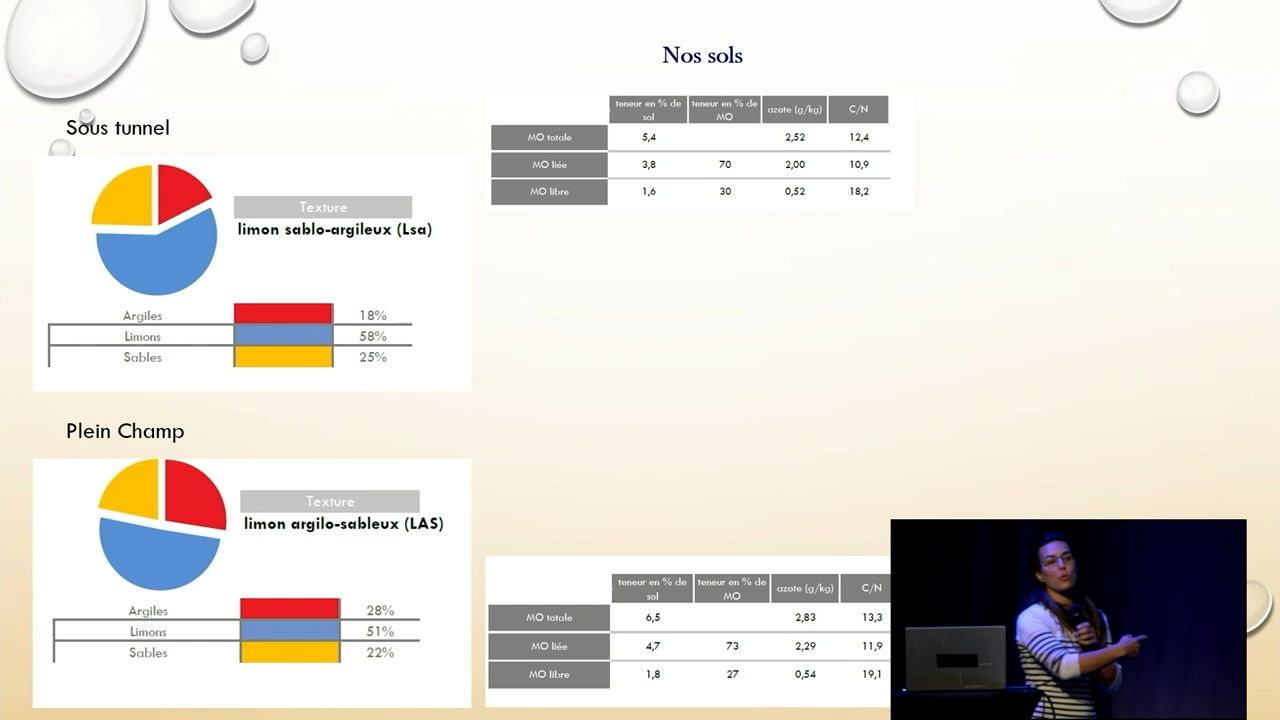 Nos sols
Sous tunnel
Texture
limon sablo-argileux (Lsa)
Argiles 18%
Limons 58%
Sables 25%
teneur en % de sol teneur en % de MO azote (g/kg) C/N
MO totale 5,4 2,52 12,4
MO liée 3,8 70 2,00 10,9
MO libre 1,6 30 0,52 18,2
Plein Champ
Texture
limon argilo-sableux (LAS)
Argiles 28%
Limons 51%
Sables 22%
teneur en % de sol teneur en % de MO azote (g/kg) C/N
MO totale 6,5 2,83 13,3
MO liée 4,7 73 2,29 11,9
MO libre 1,8 27 0,54 19,1